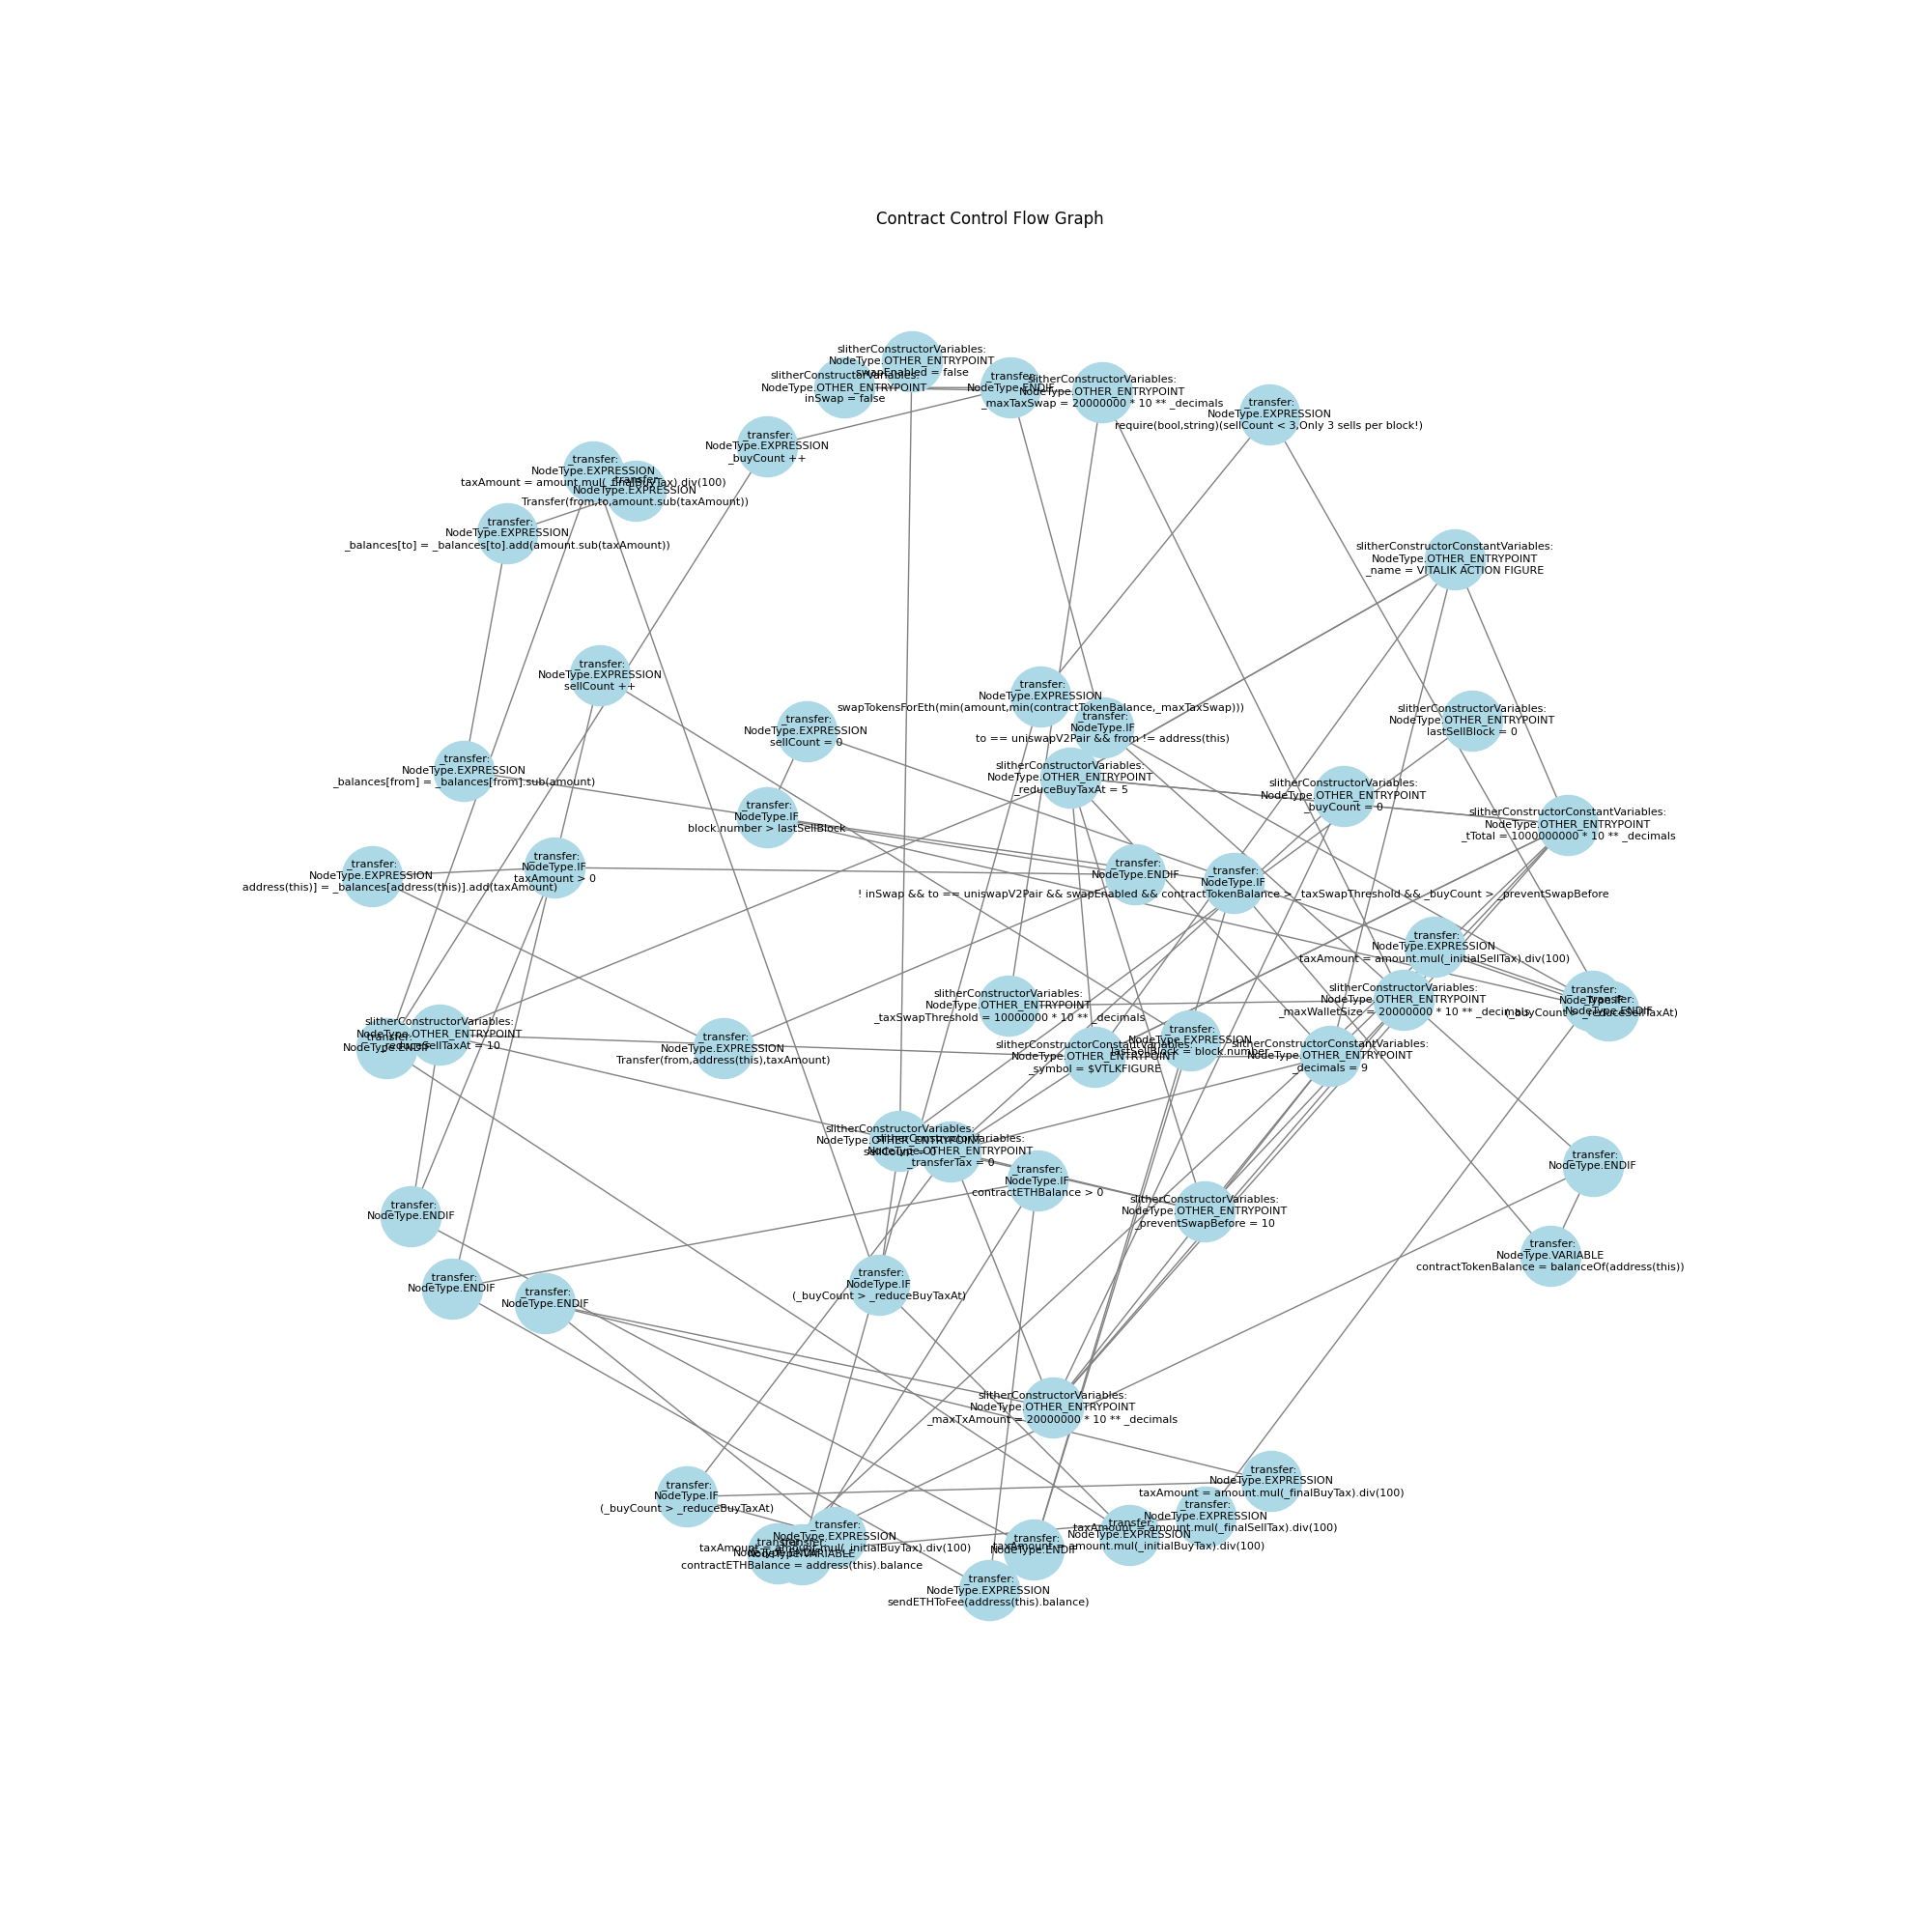 Contract Control Flow Graph
slitherConstructorVariables:
NodeType.OTHER_ENTRYPOINT
swapEnabled = false
slitherConstructorVariables:
NodeType.OTHER_ENTRYPOINT
inSwap = false
_transfer:
NodeType.ENDIF
slitherConstructorVariables:
NodeType.OTHER_ENTRYPOINT
_maxTaxSwap = 20000000 * 10 ** _decimals
_transfer:
NodeType.EXPRESSION
require(bool,string)(sellCount < 3,Only 3 sells per block!)
_transfer:
NodeType.EXPRESSION
_buyCount ++
_transfer:
NodeType.EXPRESSION
taxAmount = amount.mul(_finalBuyTax).div(100)
_transfer:
NodeType.EXPRESSION
Transfer(from,to,amount.sub(taxAmount))
_transfer:
NodeType.EXPRESSION
_balances[to] = _balances[to].add(amount.sub(taxAmount))
slitherConstructorConstantVariables:
NodeType.OTHER_ENTRYPOINT
_name = VITALIK ACTION FIGURE
_transfer:
NodeType.EXPRESSION
sellCount ++
_transfer:
NodeType.EXPRESSION
swapTokensForEth(min(amount,min(contractTokenBalance,_maxTaxSwap)))
_transfer:
NodeType.IF
to == uniswapV2Pair && from != address(this)
slitherConstructorVariables:
NodeType.OTHER_ENTRYPOINT
lastSellBlock = 0
_transfer:
NodeType.EXPRESSION
sellCount = 0
_transfer:
NodeType.EXPRESSION
_balances[from] = _balances[from].sub(amount)
slitherConstructorVariables:
NodeType.OTHER_ENTRYPOINT
_reduceBuyTaxAt = 5
slitherConstructorVariables:
NodeType.OTHER_ENTRYPOINT
_buyCount = 0
_transfer:
NodeType.IF
block.number > lastSellBlock
slitherConstructorConstantVariables:
NodeType.OTHER_ENTRYPOINT
_tTotal = 1000000000 * 10 ** _decimals
_transfer:
NodeType.EXPRESSION
address(this)] = _balances[address(this)].add(taxAmount)
_transfer:
NodeType.IF
taxAmount > 0
_transfer:
NodeType.ENDIF
_transfer:
NodeType.IF
! inSwap && to == uniswapV2Pair && swapEnabled && contractTokenBalance > _taxSwapThreshold && _buyCount > _preventSwapBefore
_transfer:
NodeType.EXPRESSION
taxAmount = amount.mul(_initialSellTax).div(100)
slitherConstructorVariables:
NodeType.OTHER_ENTRYPOINT
_maxWalletSize = 20000000 * 10 ** _decimals
_transfer:
NodeType.IF
(_buyCount > _reduceSellTaxAt)
_transfer:
NodeType.ENDIF
slitherConstructorVariables:
NodeType.OTHER_ENTRYPOINT
_taxSwapThreshold = 10000000 * 10 ** _decimals
slitherConstructorVariables:
NodeType.OTHER_ENTRYPOINT
_reduceSellTaxAt = 10
NodeType.ENDIF
_transfer:
NodeType.EXPRESSION
Transfer(from,address(this),taxAmount)
_transfer:
NodeType.EXPRESSION
lastSellBlock = block.number
slitherConstructorConstantVariables:
NodeType.OTHER_ENTRYPOINT
_symbol = $VTLKFIGURE
slitherConstructorConstantVariables:
NodeType.OTHER_ENTRYPOINT
_decimals = 9
slitherConstructorVariables:
NodeType.OTHER_ENTRYPOINT
sellCount = 0
slitherConstructorVariables:
NodeType.OTHER_ENTRYPOINT
_transferTax = 0
_transfer:
NodeType.ENDIF
_transfer:
NodeType.IF
contractETHBalance > 0
slitherConstructorVariables:
NodeType.OTHER_ENTRYPOINT
_preventSwapBefore = 10
_transfer:
NodeType.ENDIF
_transfer:
NodeType.VARIABLE
contractTokenBalance = balanceOf(address(this))
_transfer:
NodeType.ENDIF
_transfer:
NodeType.ENDIF
_transfer:
NodeType.IF
(_buyCount > _reduceBuyTaxAt)
slitherConstructorVariables:
NodeType.OTHER_ENTRYPOINT
_maxTxAmount = 20000000 * 10 ** _decimals
_transfer:
NodeType.IF
(_buyCount > _reduceBuyTaxAt)
_transfer:
NodeType.EXPRESSION
taxAmount = amount.mul(_finalBuyTax).div(100)
_transfer:
NodeType.EXPRESSION
taxAmount = amount.mul(_finalSellTax).div(100)
_transfer:
NodeType.EXPRESSION
taxAmount = amount.mul(_initialBuyTax).div(100)
_transfer:
NodeType.EXPRESSION
taxAmount = amount.mul(_initialBuyTax).div(100)
_transfer:
NodeType.VARIABLE
contractETHBalance = address(this).balance
_transfer:
NodeType.ENDIF
_transfer:
NodeType.EXPRESSION
sendETHToFee(address(this).balance)